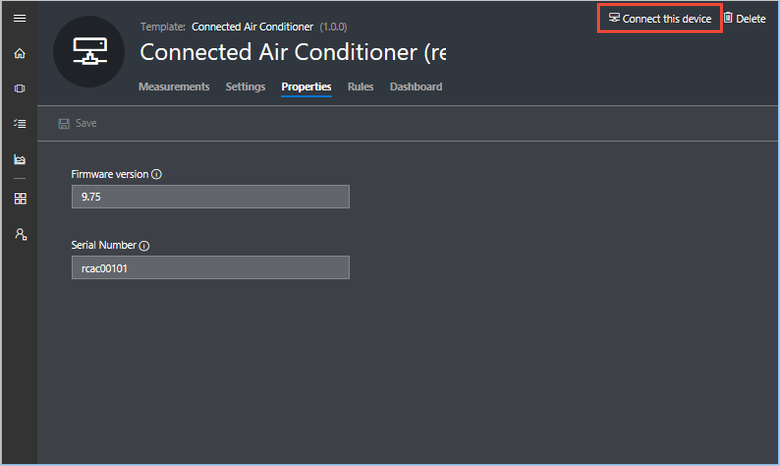 Template: Connected Air Conditioner (1.0.0)
Connect this device Delete
Connected Air Conditioner (re
Measurements Settings Properties Rules Dashboard
Save
Firmware version
9.75
Serial Number
rcac00101